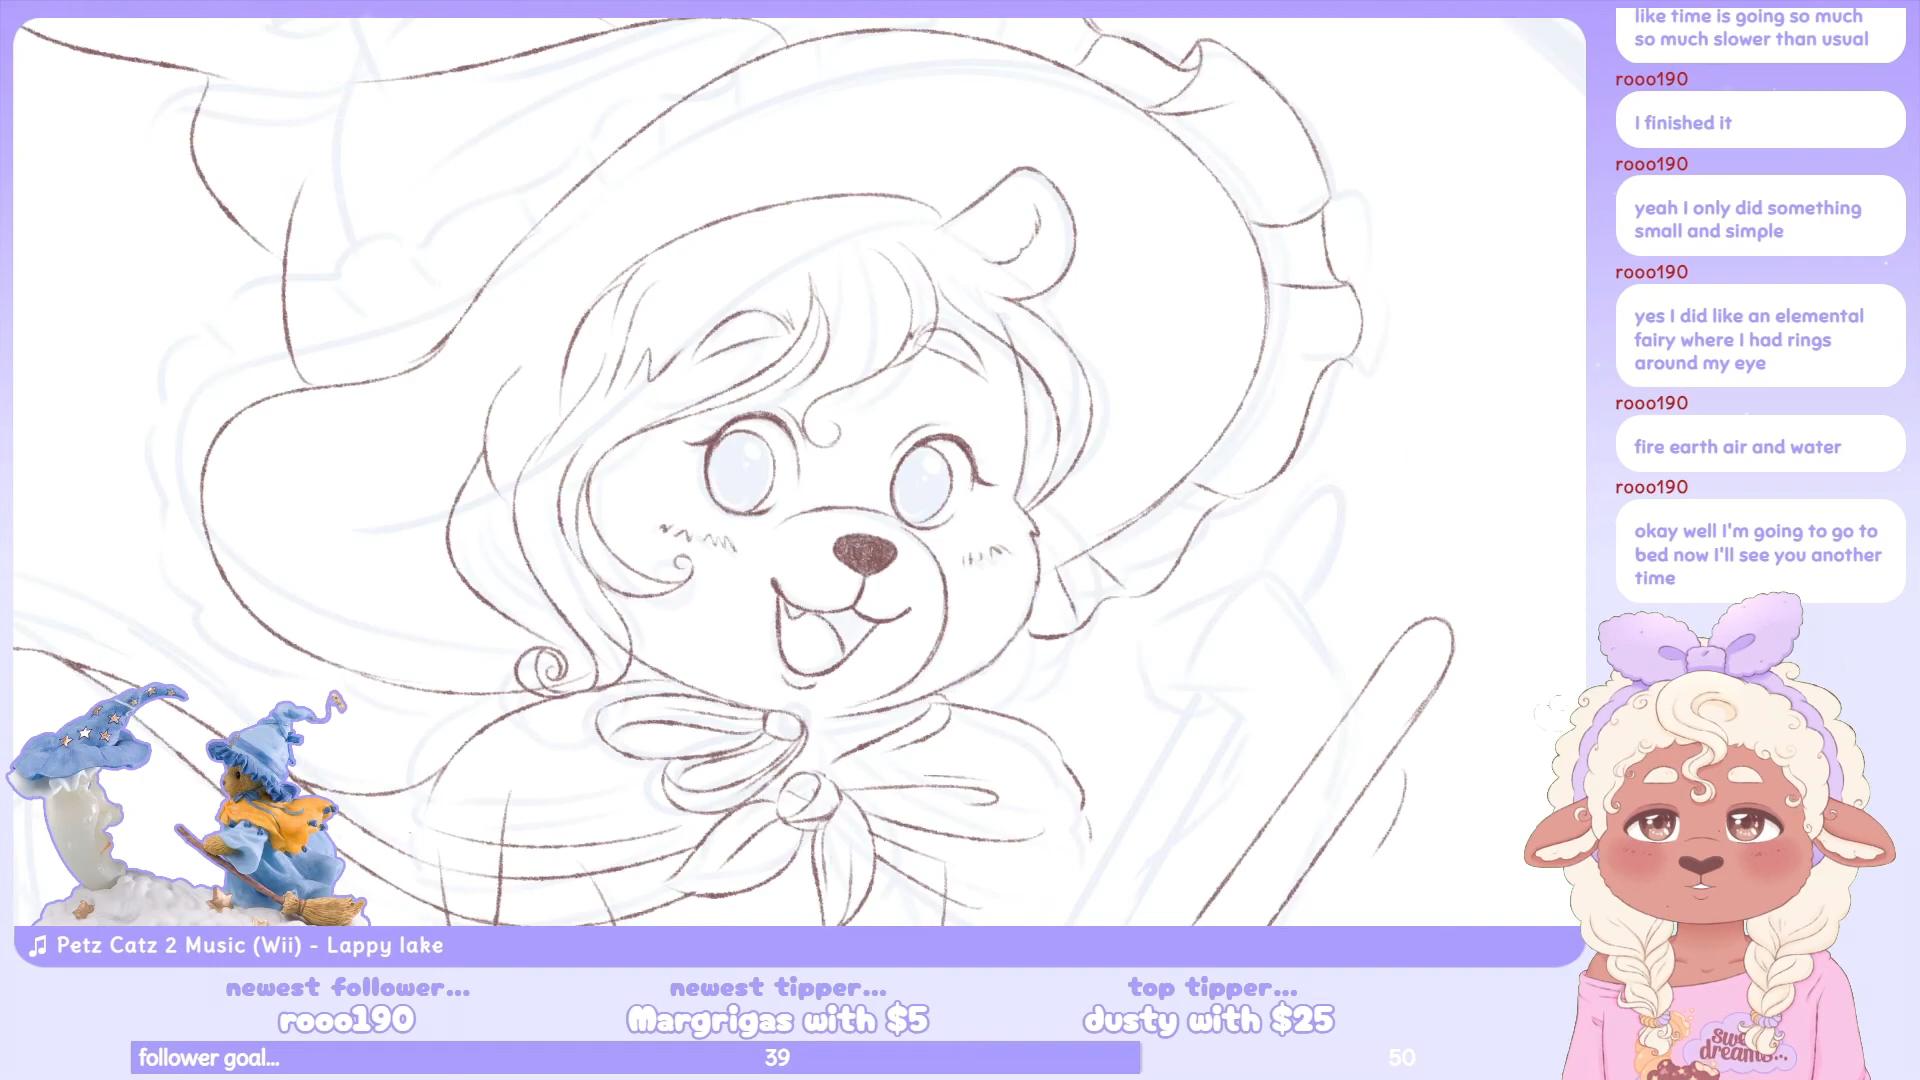 like time is going so much
so much slower than usual
rooo190
I finished it
rooo190
yeah I only did something
small and simple
rooo190
yes I did like an elemental
fairy where I had rings
around my eye
rooo190
fire earth air and water
rooo190
okay well I'm going to go to
bed now I'll see you another
time
♫ Petz Catz 2 Music (Wii) - Lappy lake
newest follower...
rooo190
newest tipper...
Margrigas with $5
top tipper...
dusty with $25
follower goal...
39
50
dreams...